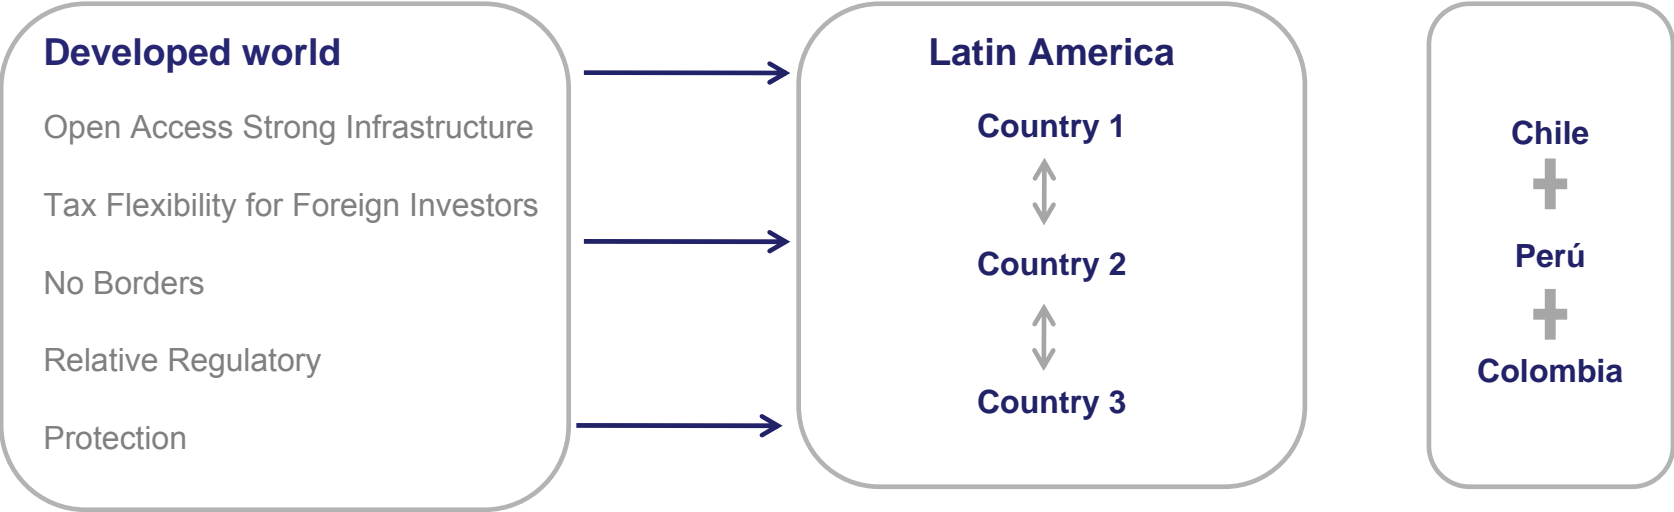 Developed world
Open Access Strong Infrastructure
Tax Flexibility for Foreign Investors
No Borders
Relative Regulatory
Protection
Latin America
Country 1
Country 2
Country 3
Chile
Perú
Colombia